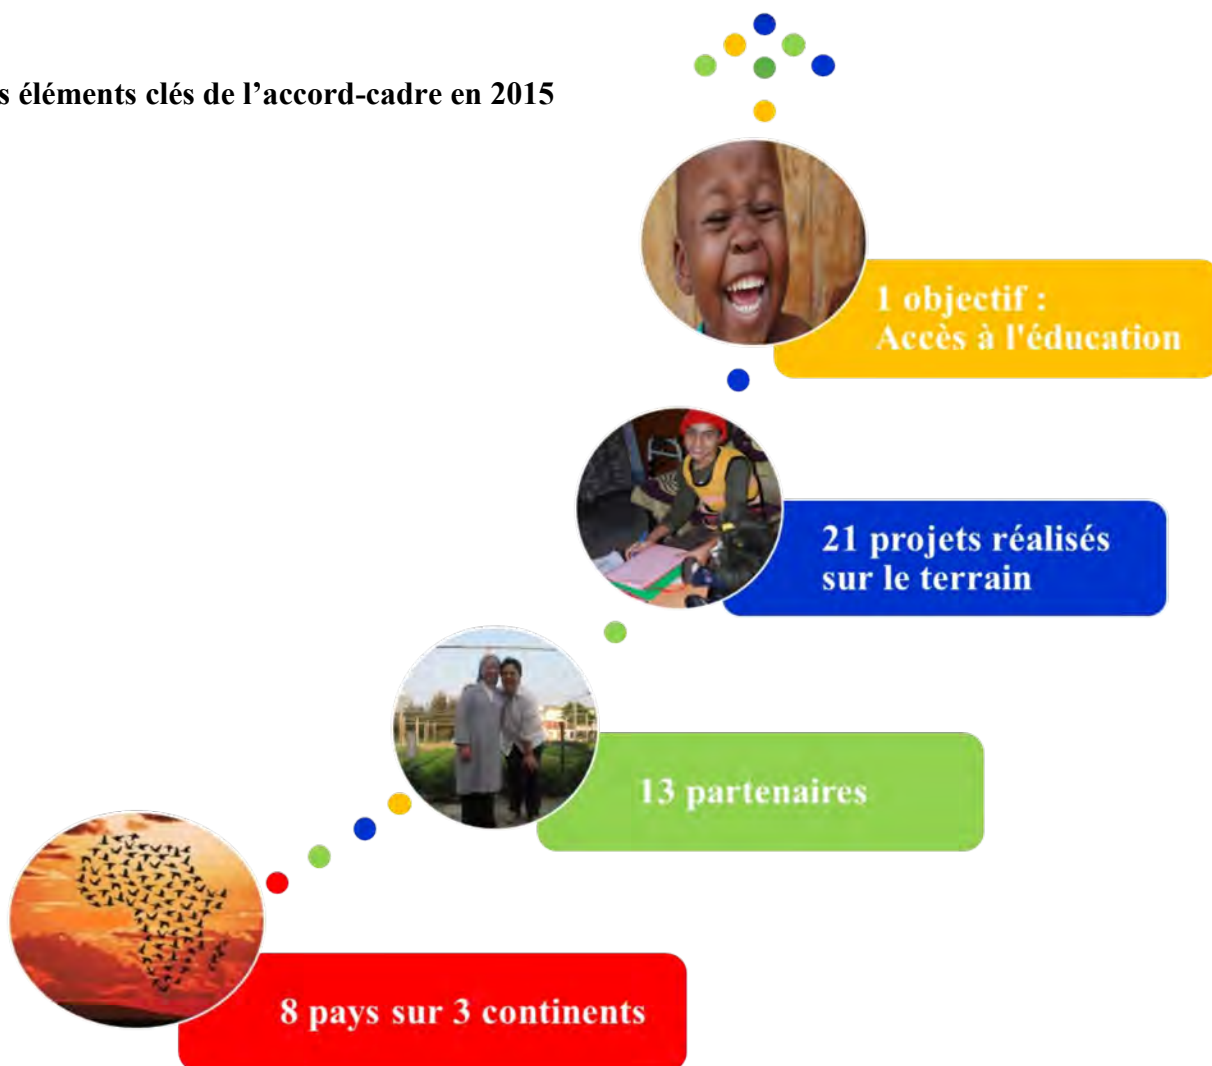 s éléments clés de l’accord-cadre en 2015
1 objectif :
Accès à l'éducation
21 projets réalisés
sur le terrain
13 partenaires
8 pays sur 3 continents